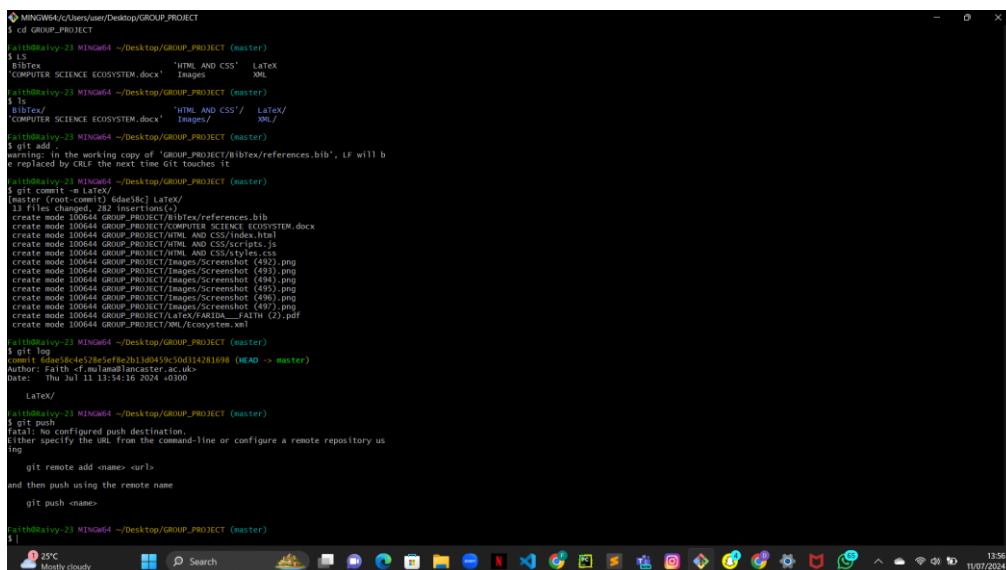 MINGW64:/c/Users/user/Desktop/GROUP_PROJECT
$ cd GROUP_PROJECT
Faith@Raivy-23 MINGW64 ~/Desktop/GROUP_PROJECT (master)
$ LS
BibTex 'HTML AND CSS' LaTeX
'COMPUTER SCIENCE ECOSYSTEM.docx' Images XML
Faith@Raivy-23 MINGW64 ~/Desktop/GROUP_PROJECT (master)
$ ls
BibTex/ 'HTML AND CSS'/ LaTeX/
'COMPUTER SCIENCE ECOSYSTEM.docx' Images/ XML/
Faith@Raivy-23 MINGW64 ~/Desktop/GROUP_PROJECT (master)
$ git add .
warning: in the working copy of 'GROUP_PROJECT/BibTex/references.bib', LF will b
e replaced by CRLF the next time Git touches it
Faith@Raivy-23 MINGW64 ~/Desktop/GROUP_PROJECT (master)
$ git commit -m LaTeX/
[master (root-commit) 6dae58c] LaTeX/
13 files changed, 282 insertions(+)
create mode 100644 GROUP_PROJECT/BibTex/references.bib
create mode 100644 GROUP_PROJECT/COMPUTER SCIENCE ECOSYSTEM.docx
create mode 100644 GROUP_PROJECT/HTML AND CSS/index.html
create mode 100644 GROUP_PROJECT/HTML AND CSS/scripts.js
create mode 100644 GROUP_PROJECT/HTML AND CSS/styles.css
create mode 100644 GROUP_PROJECT/Images/Screenshot (492).png
create mode 100644 GROUP_PROJECT/Images/Screenshot (493).png
create mode 100644 GROUP_PROJECT/Images/Screenshot (494).png
create mode 100644 GROUP_PROJECT/Images/Screenshot (495).png
create mode 100644 GROUP_PROJECT/Images/Screenshot (496).png
create mode 100644 GROUP_PROJECT/Images/Screenshot (497).png
create mode 100644 GROUP_PROJECT/LaTeX/FARIDA___FAITH (2).pdf
create mode 100644 GROUP_PROJECT/XML/Ecosystem.xml
Faith@Raivy-23 MINGW64 ~/Desktop/GROUP_PROJECT (master)
$ git log
commit 6dae58c4e528e5ef8e2b13d0459c50d314281698 (HEAD -> master)
Author: Faith <f.mulama@lancaster.ac.uk>
Date: Thu Jul 11 13:54:16 2024 +0300
LaTeX/
Faith@Raivy-23 MINGW64 ~/Desktop/GROUP_PROJECT (master)
$ git push
fatal: No configured push destination.
Either specify the URL from the command-line or configure a remote repository us
ing
git remote add <name> <url>
and then push using the remote name
git push <name>
Faith@Raivy-23 MINGW64 ~/Desktop/GROUP_PROJECT (master)
$
1 25°C
Mostly cloudy
Search
13:56
11/07/2024